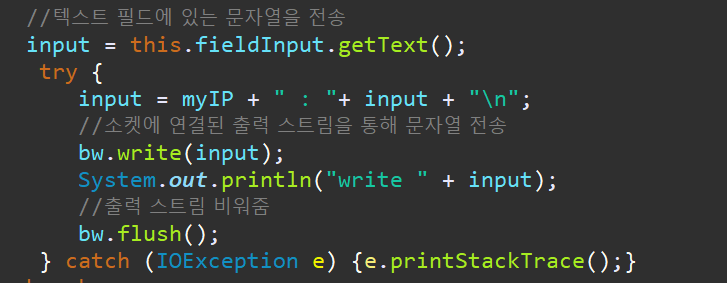 //텍스트 필드에 있는 문자열을 전송
input = this.fieldInput.getText();
try {
input = myIP + " : "+ input + "\n";
//소켓에 연결된 출력 스트림을 통해 문자열 전송
bw.write(input);
System.out.println("write " + input);
//출력 스트림 비워줌
bw.flush();
} catch (IOException e) {e.printStackTrace();}